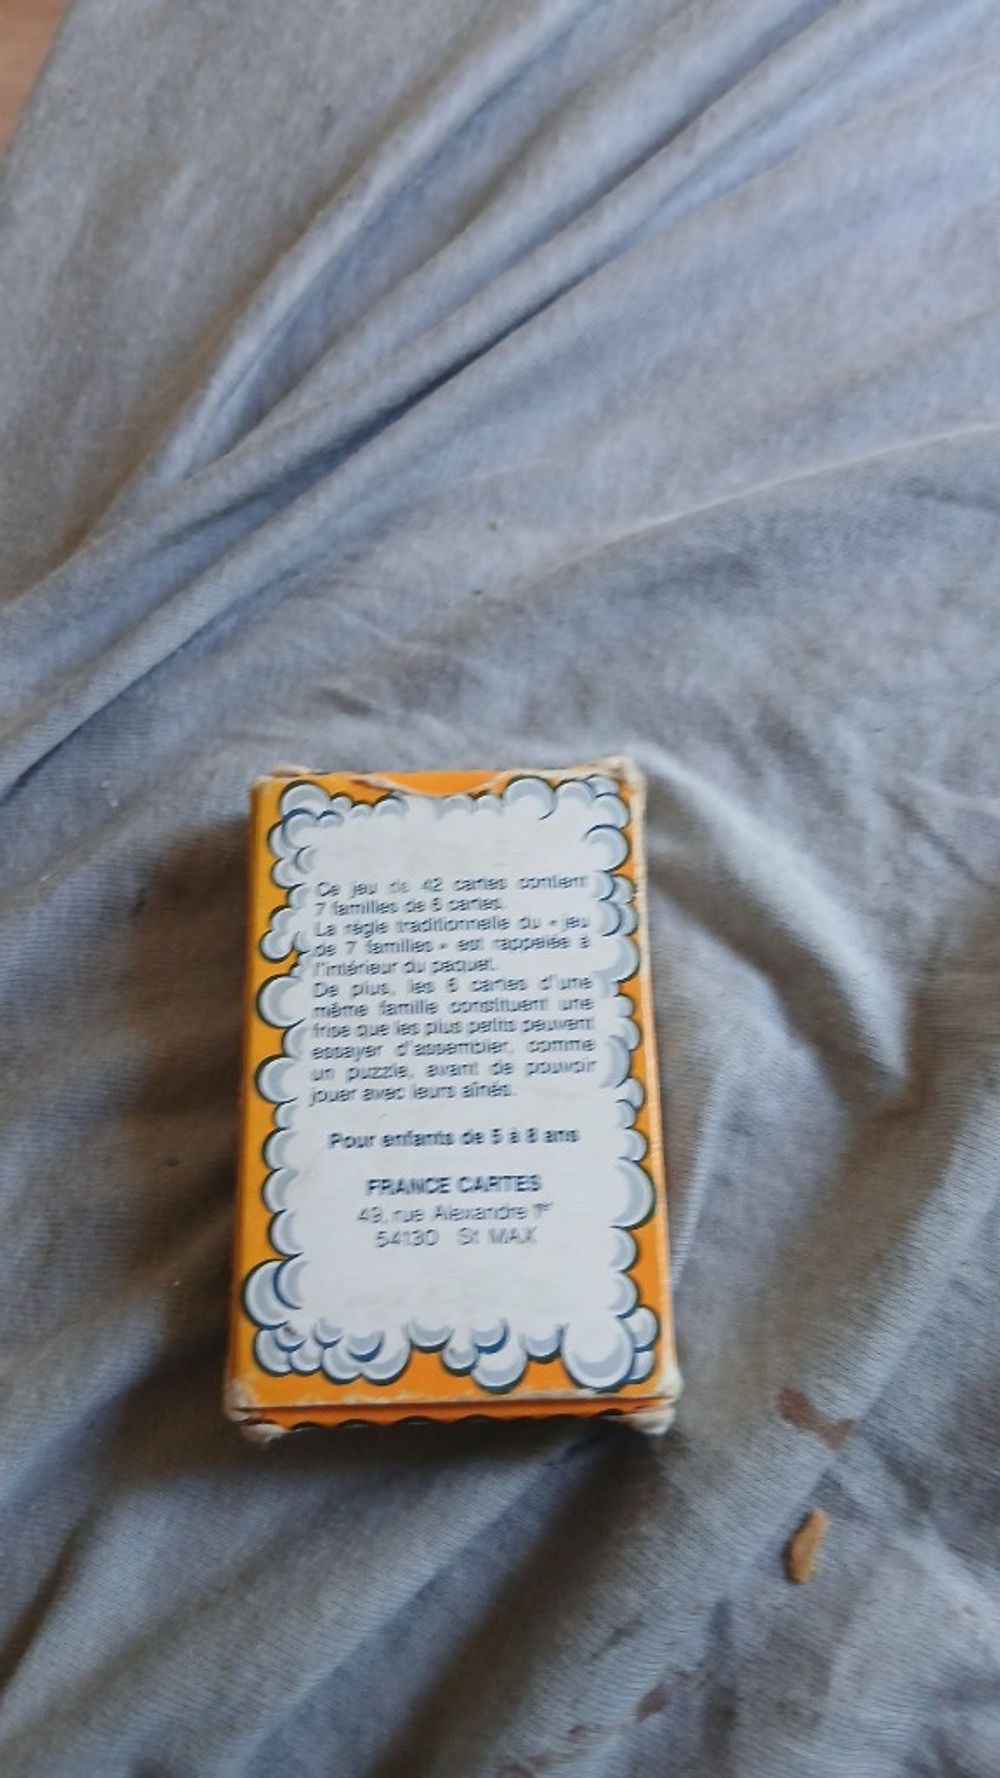 Ce jeu de 42 cartes contient
7 familles de 6 cartes.
La règle traditionnelle du « jeu
de 7 familles » est rappelée à
l'intérieur du paquet.
De plus, les 6 cartes d'une
même famille constituent une
frise que les plus petits peuvent
essayer d'assembler, comme
un puzzle, avant de pouvoir
jouer avec leurs aînés.
Pour enfants de 5 à 8 ans
FRANCE CARTES
49, rue Alexandre 1er
54130 St MAX